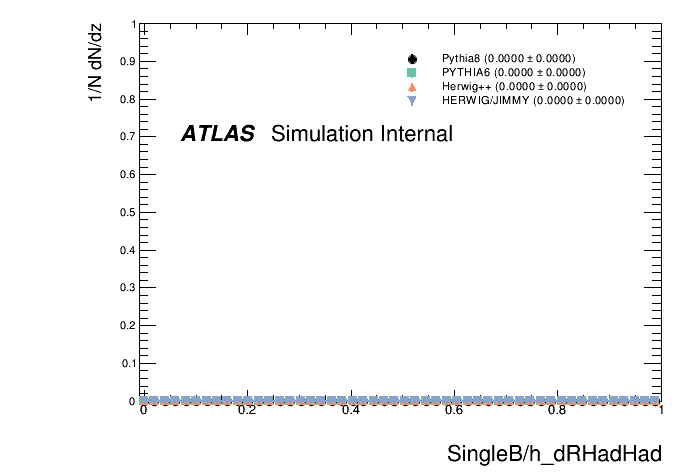 1/N dN/dz
1
0.9
0.8
0.7
0.6
0.5
0.4
0.3
0.2
0.1
0
Pythia8 (0.0000 ± 0.0000)
PYTHIA6 (0.0000 ± 0.0000)
Herwig++ (0.0000 ± 0.0000)
HERWIG/JIMMY (0.0000 ± 0.0000)
ATLAS Simulation Internal
0 0.2 0.4 0.6 0.8 1
SingleB/h_dRHadHad